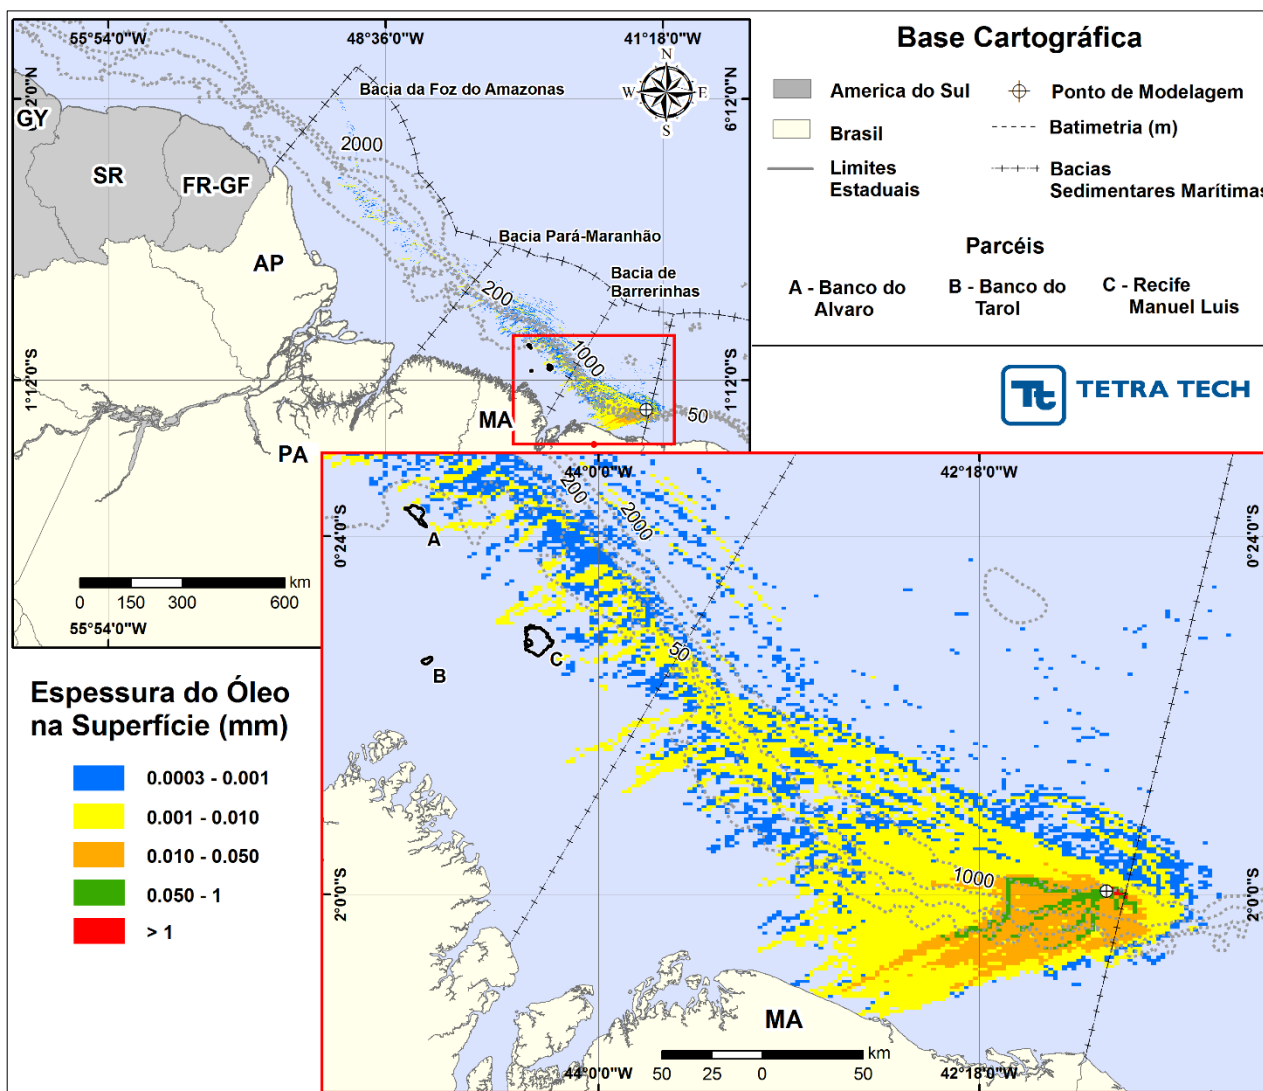 55°54'0"W
48°36'0"W
41°18'0"W
Base Cartográfica
America do Sul
Ponto de Modelagem
Brasil
Batimetria (m)
Limites
Estaduais
Bacias
Sedimentares Marítimas
Parcéis
A - Banco do
Alvaro
B - Banco do
Tarol
C - Recife
Manuel Luis
TETRA TECH
N
W
E
S
Bacia da Foz do Amazonas
6°12'0"N
GY
SR
FR-GF
2000
AP
Bacia Pará-Maranhão
Bacia de
Barrerinhas
200
1000
50
1°12'0"S
1°12'0"S
MA
PA
km
0 150 300 600
55°54'0"W
44°0'0"W
42°18'0"W
200
2000
0°24'0"S
0°24'0"S
A
B
C
50
1000
2°0'0"S
2°0'0"S
MA
km
50 25 0 50
44°0'0"W
42°18'0"W
Espessura do Óleo
na Superfície (mm)
0.0003 - 0.001
0.001 - 0.010
0.010 - 0.050
0.050 - 1
> 1